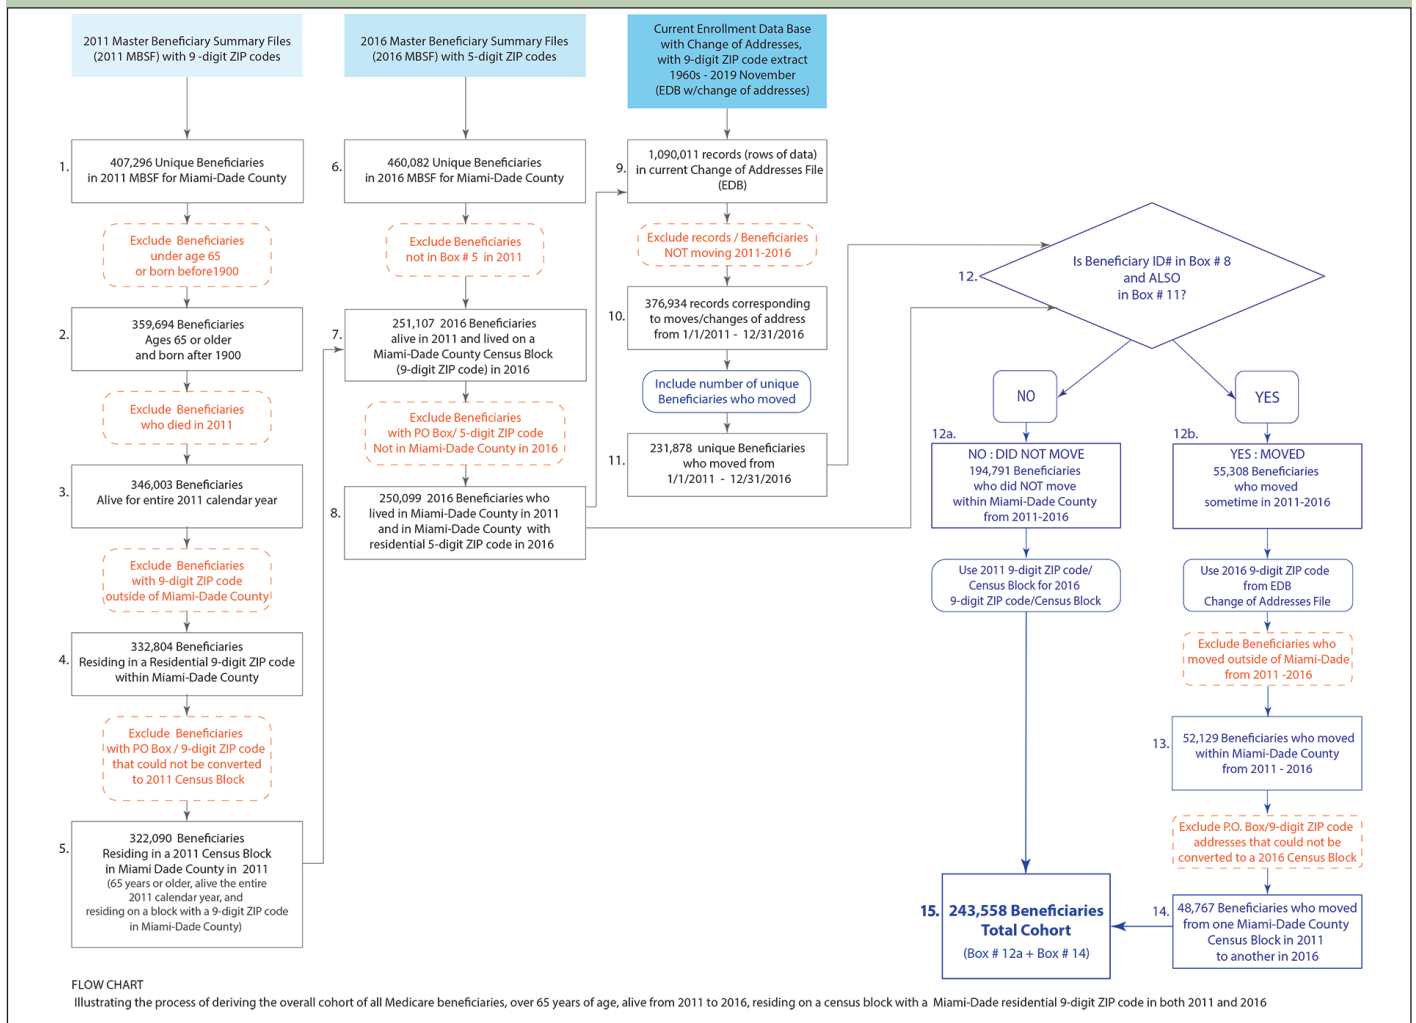 2011 Master Beneficiary Summary Files
(2011 MBSF) with 9 -digit ZIP codes
1.
407,296 Unique Beneficiaries
in 2011 MBSF for Miami-Dade County
Exclude Beneficiaries
under age 65
or born before1900
2.
359,694 Beneficiaries
Ages 65 or older
and born after 1900
Exclude Beneficiaries
who died in 2011
3.
346,003 Beneficiaries
Alive for entire 2011 calendar year
Exclude Beneficiaries
with 9-digit ZIP code
outside of Miami-Dade County
4.
332,804 Beneficiaries
Residing in a Residential 9-digit ZIP code
within Miami-Dade County
Exclude Beneficiaries
with PO Box / 9-digit ZIP code
that could not be converted
to 2011 Census Block
5.
322,090 Beneficiaries
Residing in a 2011 Census Block
in Miami Dade County in 2011
(65 years or older, alive the entire
2011 calendar year, and
residing on a block with a 9-digit ZIP code
in Miami-Dade County)
2016 Master Beneficiary Summary Files
(2016 MBSF) with 5-digit ZIP codes
6.
460,082 Unique Beneficiaries
in 2016 MBSF for Miami-Dade County
Exclude Beneficiaries
not in Box # 5 in 2011
7.
251,107 2016 Beneficiaries
alive in 2011 and lived on a
Miami-Dade County Census Block
(9-digit ZIP code) in 2016
Exclude Beneficiaries
with PO Box/ 5-digit ZIP code
Not in Miami-Dade County in 2016
8.
250,099 2016 Beneficiaries who
lived in Miami-Dade County in 2011
and in Miami-Dade County with
residential 5-digit ZIP code in 2016
Current Enrollment Data Base
with Change of Addresses,
with 9-digit ZIP code extract
1960s - 2019 November
(EDB w/change of addresses)
9.
1,090,011 records (rows of data)
in current Change of Addresses File
(EDB)
Exclude records / Beneficiaries
NOT moving 2011-2016
10.
376,934 records corresponding
to moves/changes of address
from 1/1/2011 - 12/31/2016
Include number of unique
Beneficiaries who moved
11.
231,878 unique Beneficiaries
who moved from
1/1/2011 - 12/31/2016
12.
Is Beneficiary ID# in Box # 8
and ALSO
in Box # 11?
NO
12a.
NO : DID NOT MOVE
194,791 Beneficiaries
who did NOT move
within Miami-Dade County
from 2011-2016
Use 2011 9-digit ZIP code/
Census Block for 2016
9-digit ZIP code/Census Block
YES
12b.
YES : MOVED
55,308 Beneficiaries
who moved
sometime in 2011-2016
Use 2016 9-digit ZIP code
from EDB
Change of Addresses File
Exclude Beneficiaries who
moved outside of Miami-Dade
from 2011 -2016
13.
52,129 Beneficiaries who moved
within Miami-Dade County
from 2011 - 2016
Exclude P.O. Box/9-digit ZIP code
addresses that could not be
converted to a 2016 Census Block
14.
48,767 Beneficiaries who moved
from one Miami-Dade County
Census Block in 2011
to another in 2016
15.
243,558 Beneficiaries
Total Cohort
(Box # 12a + Box # 14)
FLOW CHART
Illustrating the process of deriving the overall cohort of all Medicare beneficiaries, over 65 years of age, alive from 2011 to 2016, residing on a census block with a Miami-Dade residential 9-digit ZIP code in both 2011 and 2016